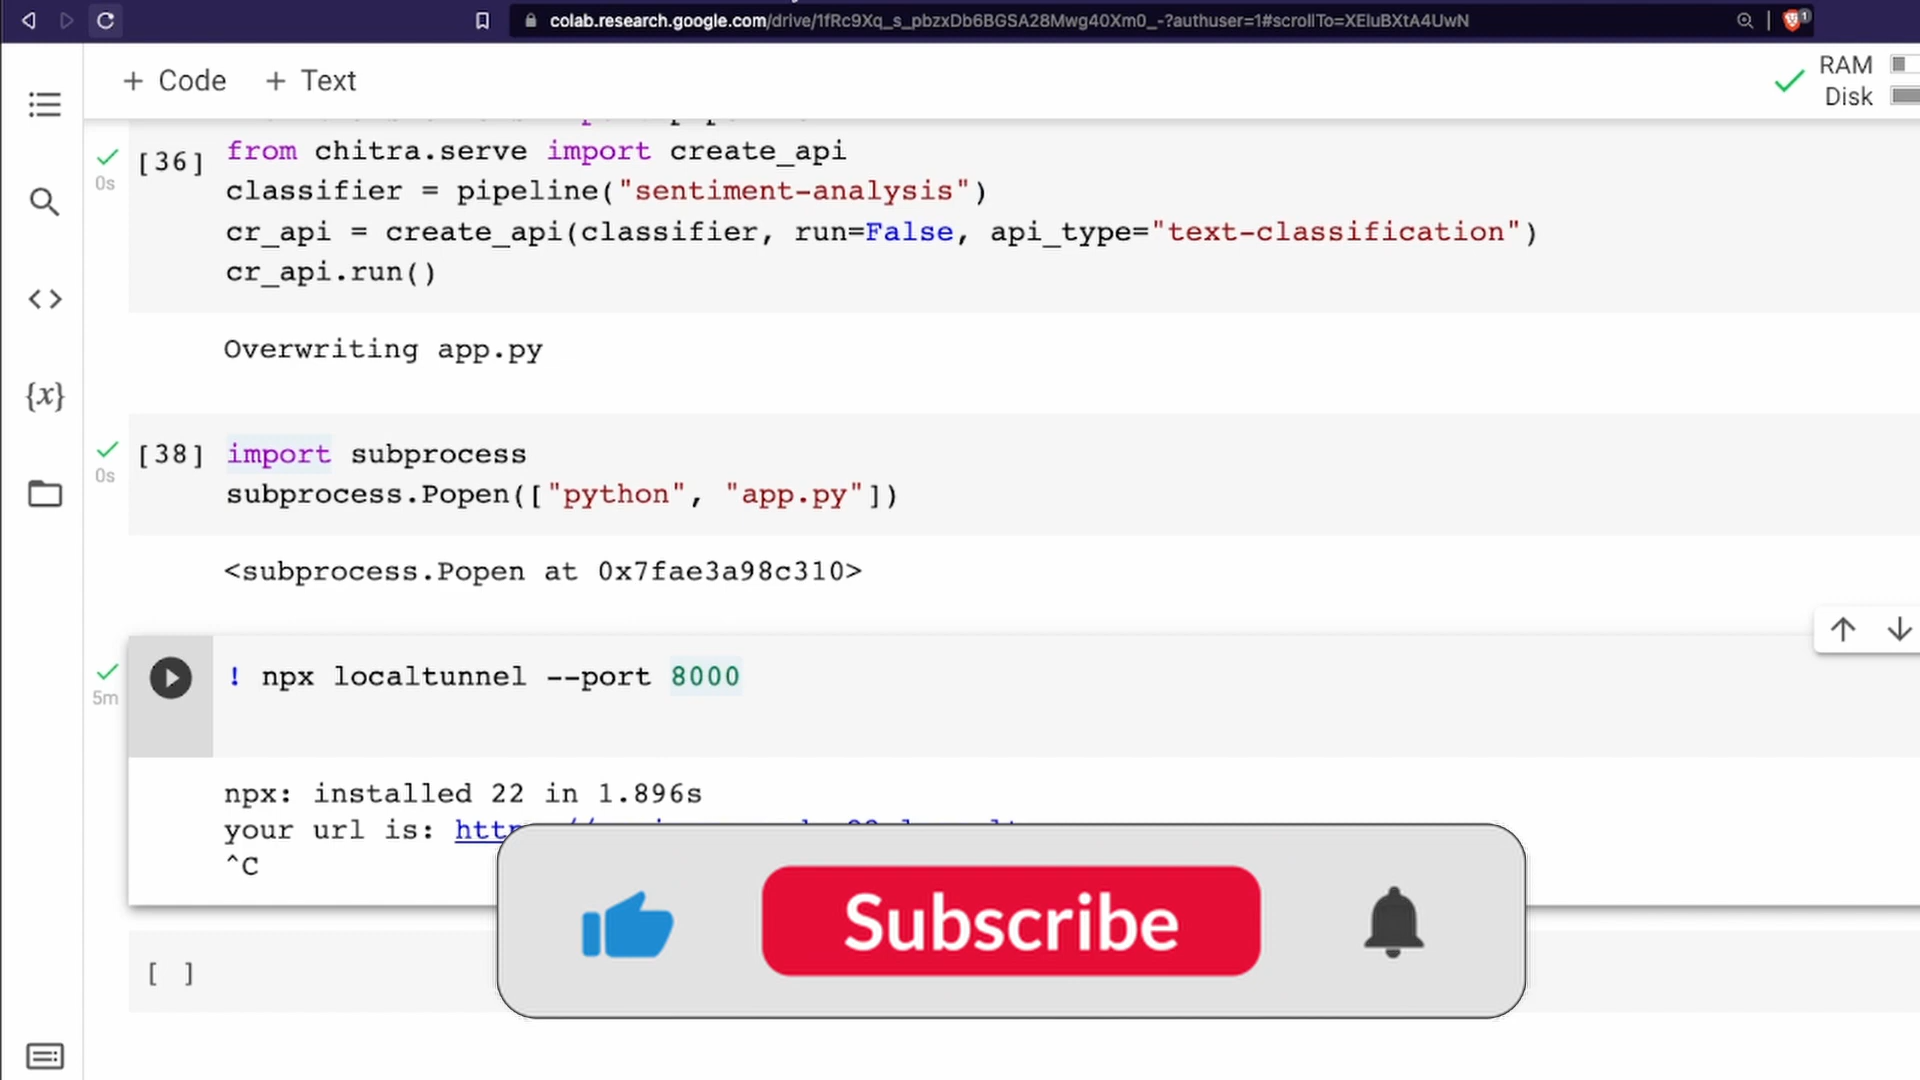 colab.research.google.com/drive/1fRc9Xq_s_pbzxDb6BGSA28Mwg40Xm0_-?authuser=1#scrollTo=XEluBXtA4UwN
1
+ Code + Text
RAM
Disk
[36]
0s
from chitra.serve import create_api
classifier = pipeline("sentiment-analysis")
cr_api = create_api(classifier, run=False, api_type="text-classification")
cr_api.run()
Overwriting app.py
{x}
[38]
0s
import subprocess
subprocess.Popen(["python", "app.py"])
<subprocess.Popen at 0x7fae3a98c310>
5m
! npx localtunnel --port 8000
npx: installed 22 in 1.896s
your url is:
^C
Subscribe
[ ]